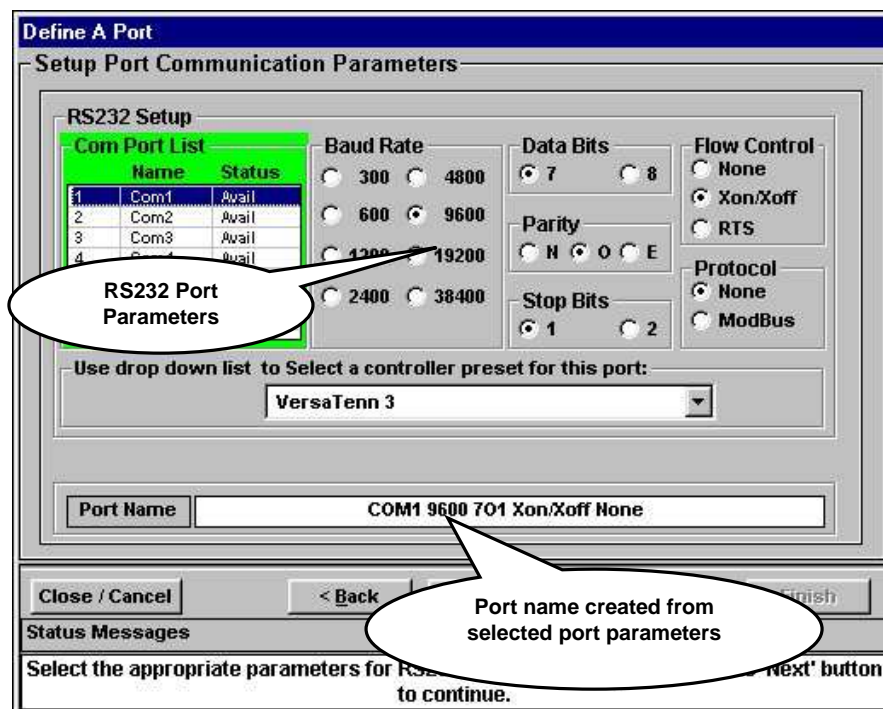 Define A Port
Setup Port Communication Parameters
RS232 Setup
Com Port List
Name Status
1 Com1 Avail
2 Com2 Avail
3 Com3 Avail
4 Avail
Baud Rate
300 4800
600 9600
19200
2400 38400
Data Bits
7 8
Parity
N O E
Stop Bits
1 2
Flow Control
None
Xon/Xoff
RTS
Protocol
None
ModBus
RS232 Port
Parameters
Use drop down list to Select a controller preset for this port:
VersaTenn 3
Port Name COM1 9600 7O1 Xon/Xoff None
Close / Cancel < Back
Port name created from
selected port parameters
Status Messages
Select the appropriate parameters for 'Next' button
to continue.